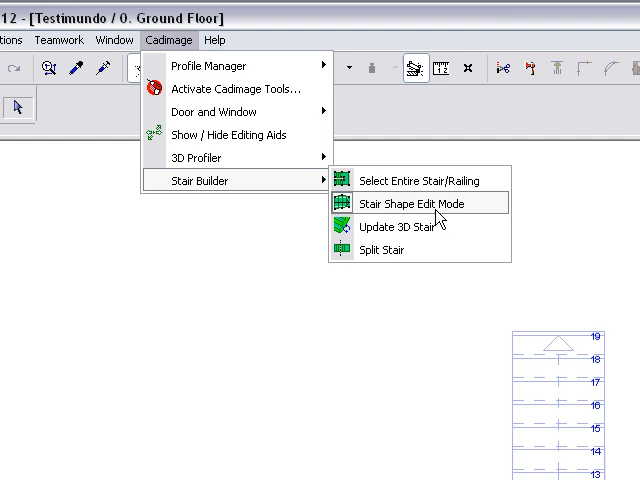 12 - [Testimundo / 0. Ground Floor]
tions Teamwork Window Cadimage Help
Profile Manager
Activate Cadimage Tools...
Door and Window
Show / Hide Editing Aids
3D Profiler
Stair Builder
Select Entire Stair/Railing
Stair Shape Edit Mode
Update 3D Stair
Split Stair
19
18
17
16
15
14
13